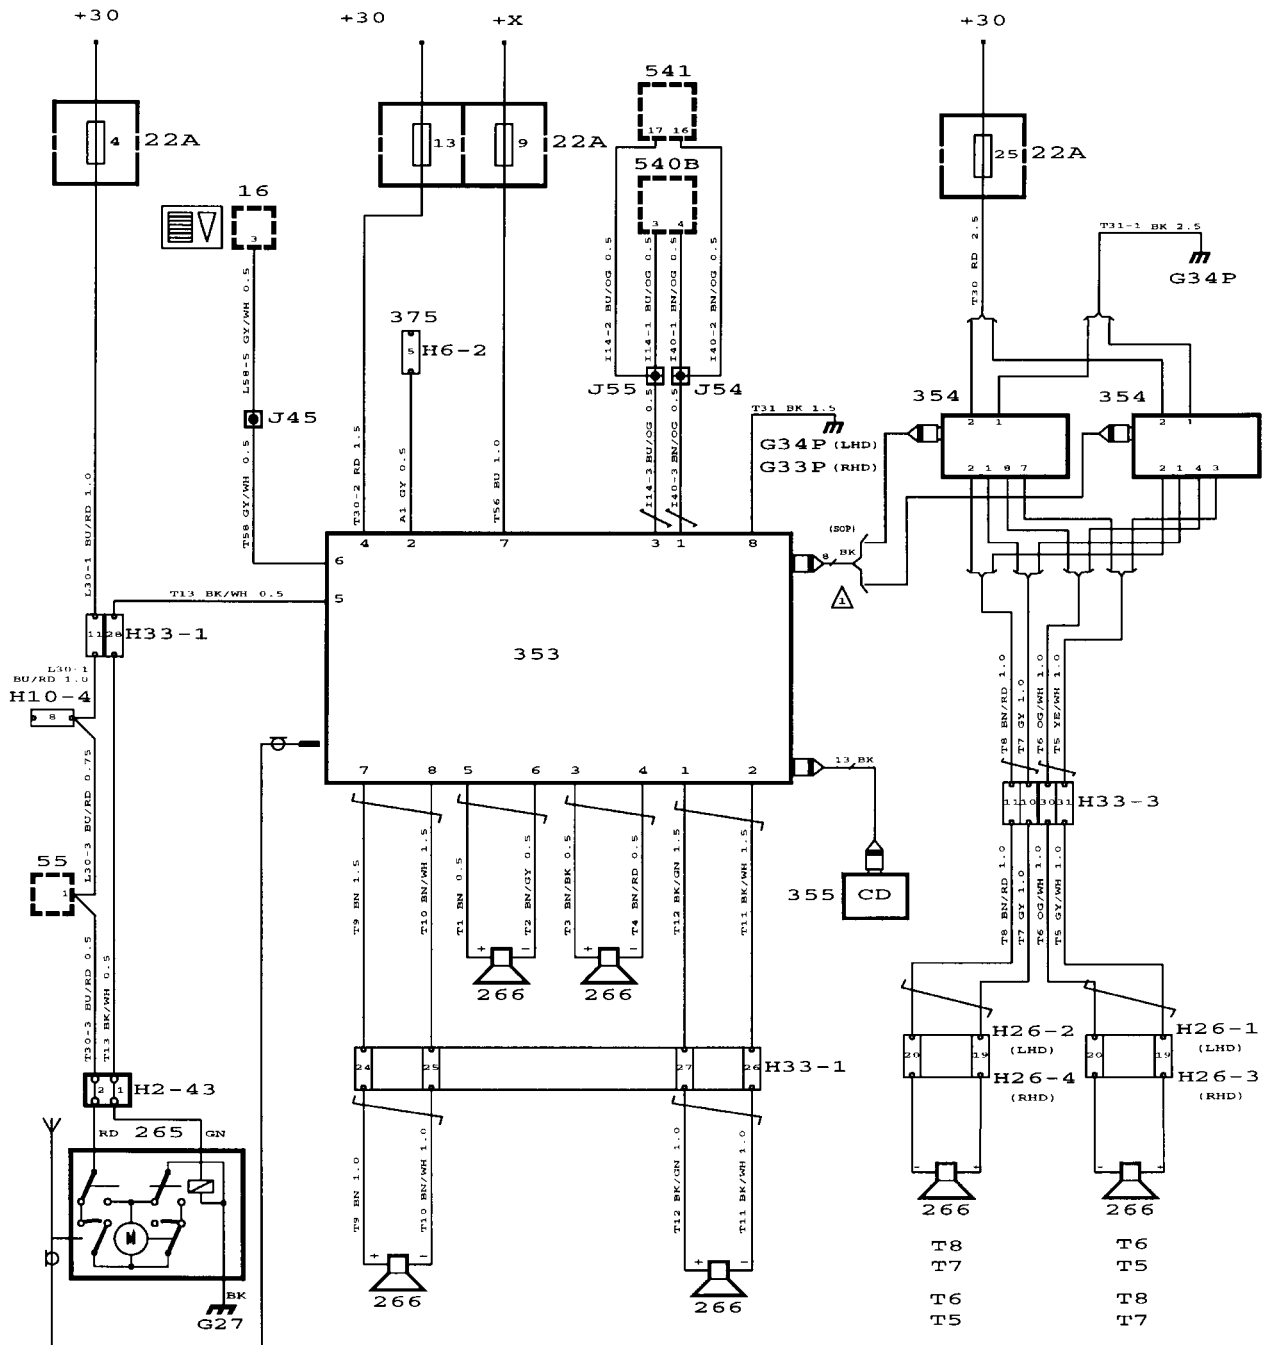 +30
+30
+X
+30
4
22A
13
9
22A
541
17 16
540B
3 4
25
22A
16
3
L58-5 GY/WH 0.5
J45
T58 GY/WH 0.5
375
5
H6-2
T30-2 RD 1.5
A1 GY 0.5
T56 BU 1.0
I14-2 BU/OG 0.5
I14-1 BU/OG 0.5
I40-1 BN/OG 0.5
I40-2 BN/OG 0.5
J55
J54
I14-3 BU/OG 0.5
I40-3 BN/OG 0.5
T31 BK 1.5
G34P (LHD)
G33P (RHD)
T30 RD 2.5
T31-1 BK 2.5
G34P
354
354
2 1
2 1
2 1 8 7
2 1 4 3
L30-1 BU/RD 1.0
T13 BK/WH 0.5
4 2 7 3 1 8
6
5
353
(SCP)
8 BK
1
11 28 H33-1
L30-1
BU/RD 1.0
H10-4
8
L30-3 BU/RD 0.75
55
1
T30-3 BU/RD 0.5
T13 BK/WH 0.5
2 1 H2-43
RD 265 GN
M
BK
G27
7 8 5 6 3 4 1 2
13 BK
355
CD
T9 BN 1.5
T10 BN/WH 1.5
T1 BN 0.5
T2 BN/GY 0.5
T3 BN/BK 0.5
T4 BN/RD 0.5
T12 BK/GN 1.5
T11 BK/WH 1.5
+ -
266
+ -
266
24 25 27 26 H33-1
T9 BN 1.0
T10 BN/WH 1.0
T12 BK/GN 1.0
T11 BK/WH 1.0
+ -
266
+ -
266
T8 BN/RD 1.0
T7 GY 1.0
T6 OG/WH 1.0
T5 YE/WH 1.0
11 10 30 31 H33-3
T8 BN/RD 1.0
T7 GY 1.0
T6 OG/WH 1.0
T5 GY/WH 1.0
20 19
H26-2
(LHD)
H26-4
(RHD)
20 19
H26-1
(LHD)
H26-3
(RHD)
- +
266
- +
266
T8
T7
T6
T5
T6
T5
T8
T7